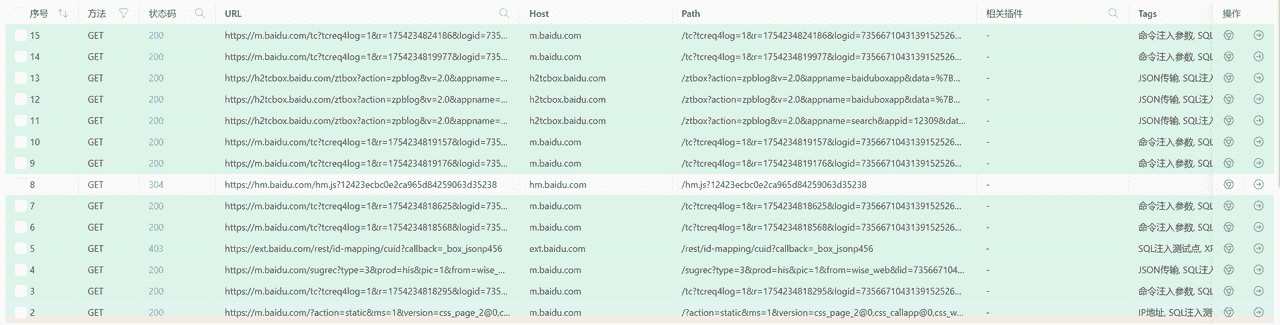 序号 方法 状态码 URL Host Path 相关插件 Tags 操作
15 GET 200 https://m.baidu.com/tc?tcreq4log=1&r=1754234824186&logid=735... m.baidu.com /tc?tcreq4log=1&r=1754234824186&logid=7356671043139152526... - 命令注入参数, SQL
14 GET 200 https://m.baidu.com/tc?tcreq4log=1&r=1754234819977&logid=735... m.baidu.com /tc?tcreq4log=1&r=1754234819977&logid=7356671043139152526... - 命令注入参数, SQL
13 GET 200 https://h2tcbox.baidu.com/ztbox?action=zpblog&v=2.0&appname=... h2tcbox.baidu.com /ztbox?action=zpblog&v=2.0&appname=baiduboxapp&data=%7B... - JSON传输, SQL注入
12 GET 200 https://h2tcbox.baidu.com/ztbox?action=zpblog&v=2.0&appname=... h2tcbox.baidu.com /ztbox?action=zpblog&v=2.0&appname=baiduboxapp&data=%7B... - JSON传输, SQL注入
11 GET 200 https://h2tcbox.baidu.com/ztbox?action=zpblog&v=2.0&appname=... h2tcbox.baidu.com /ztbox?action=zpblog&v=2.0&appname=search&appid=12309&dat... - JSON传输, SQL注入
10 GET 200 https://m.baidu.com/tc?tcreq4log=1&r=1754234819157&logid=735... m.baidu.com /tc?tcreq4log=1&r=1754234819157&logid=7356671043139152526... - 命令注入参数, SQL
9 GET 200 https://m.baidu.com/tc?tcreq4log=1&r=1754234819176&logid=735... m.baidu.com /tc?tcreq4log=1&r=1754234819176&logid=7356671043139152526... - 命令注入参数, SQL
8 GET 304 https://hm.baidu.com/hm.js?12423ecbc0e2ca965d84259063d35238 hm.baidu.com /hm.js?12423ecbc0e2ca965d84259063d35238 -
7 GET 200 https://m.baidu.com/tc?tcreq4log=1&r=1754234818625&logid=735... m.baidu.com /tc?tcreq4log=1&r=1754234818625&logid=7356671043139152526... - 命令注入参数, SQL
6 GET 200 https://m.baidu.com/tc?tcreq4log=1&r=1754234818568&logid=735... m.baidu.com /tc?tcreq4log=1&r=1754234818568&logid=7356671043139152526... - 命令注入参数, SQL
5 GET 403 https://ext.baidu.com/rest/id-mapping/cuid?callback=_box_jsonp456 ext.baidu.com /rest/id-mapping/cuid?callback=_box_jsonp456 - SQL注入测试点, XP
4 GET 200 https://m.baidu.com/sugrec?type=3&prod=his&pic=1&from=wise_... m.baidu.com /sugrec?type=3&prod=his&pic=1&from=wise_web&lid=735667104... - JSON传输, SQL注入
3 GET 200 https://m.baidu.com/tc?tcreq4log=1&r=1754234818295&logid=735... m.baidu.com /tc?tcreq4log=1&r=1754234818295&logid=7356671043139152526... - 命令注入参数, SQL
2 GET 200 https://m.baidu.com/?action=static&ms=1&version=css_page_2@0,c... m.baidu.com /?action=static&ms=1&version=css_page_2@0,css_callapp@0,css_w... - IP地址, SQL注入测